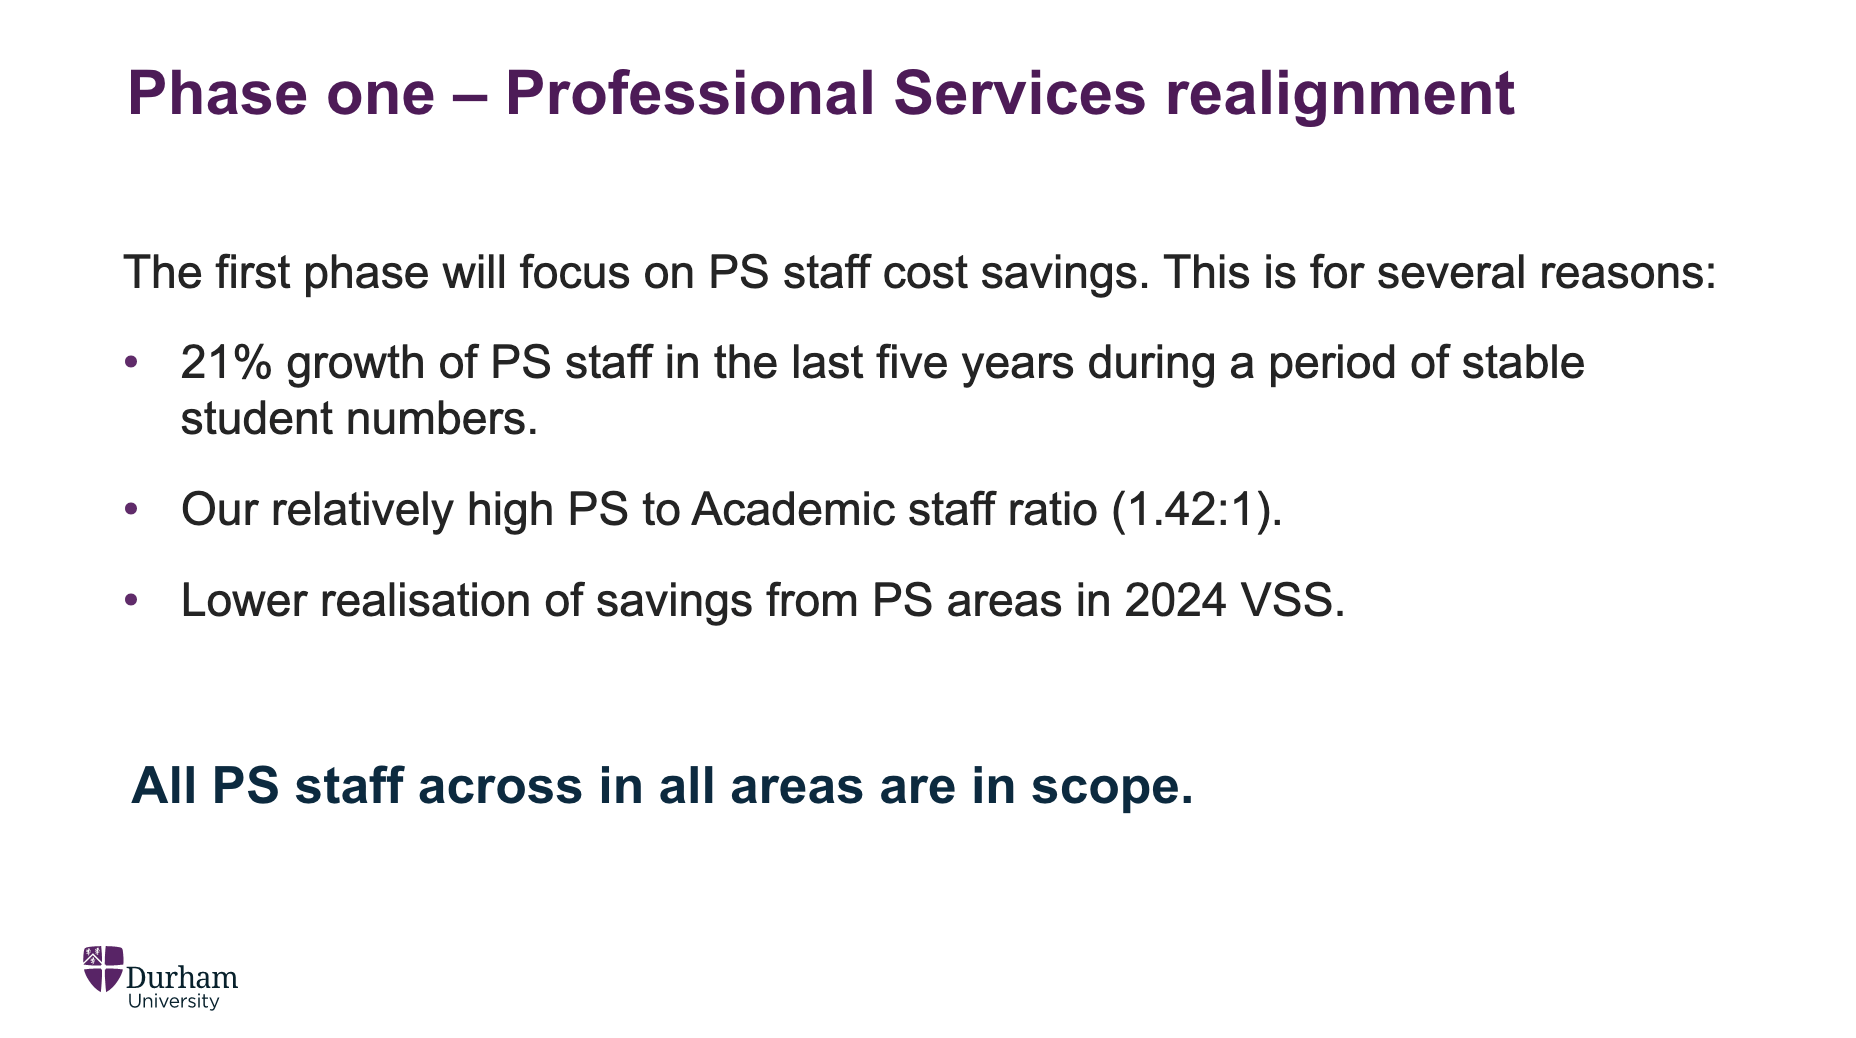 Phase one – Professional Services realignment
The first phase will focus on PS staff cost savings. This is for several reasons:
• 21% growth of PS staff in the last five years during a period of stable
student numbers.
• Our relatively high PS to Academic staff ratio (1.42:1).
• Lower realisation of savings from PS areas in 2024 VSS.
All PS staff across in all areas are in scope.
Durham
University